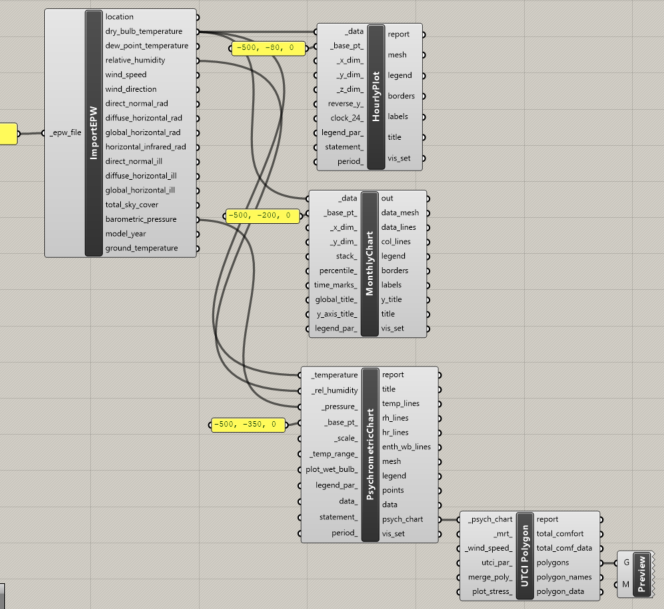 location
dry_bulb_temperature
dew_point_temperature
relative_humidity
wind_speed
wind_direction
direct_normal_rad
diffuse_horizontal_rad
_epw_file
ImportEPW
global_horizontal_rad
horizontal_infrared_rad
direct_normal_ill
diffuse_horizontal_ill
global_horizontal_ill
total_sky_cover
barometric_pressure
model_year
ground_temperature
-500, -80, 0
_data
_base_pt_
_x_dim_
_y_dim_
_z_dim_
reverse_y_
clock_24_
legend_par_
statement_
period_
HourlyPlot
report
mesh
legend
borders
labels
title
vis_set
-500, -200, 0
_data
_base_pt_
_x_dim_
_y_dim_
stack_
percentile_
time_marks_
global_title_
y_axis_title_
legend_par_
MonthlyChart
out
data_mesh
data_lines
col_lines
legend
borders
labels
y_title
title
vis_set
-500, -350, 0
_temperature
_rel_humidity
_pressure_
_base_pt_
_scale_
_temp_range_
plot_wet_bulb_
legend_par_
data_
statement_
period_
PsychrometricChart
report
title
temp_lines
rh_lines
hr_lines
enth_wb_lines
mesh
legend
points
data
psych_chart
vis_set
_psych_chart
_mrt_
_wind_speed_
utci_par_
merge_poly_
plot_stress_
UTCI Polygon
report
total_comfort
total_comf_data
polygons
polygon_names
polygon_data
G
M
Preview